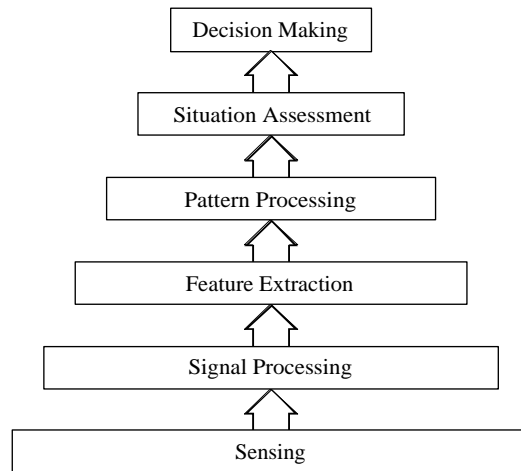 Decision Making
Situation Assessment
Pattern Processing
Feature Extraction
Signal Processing
Sensing